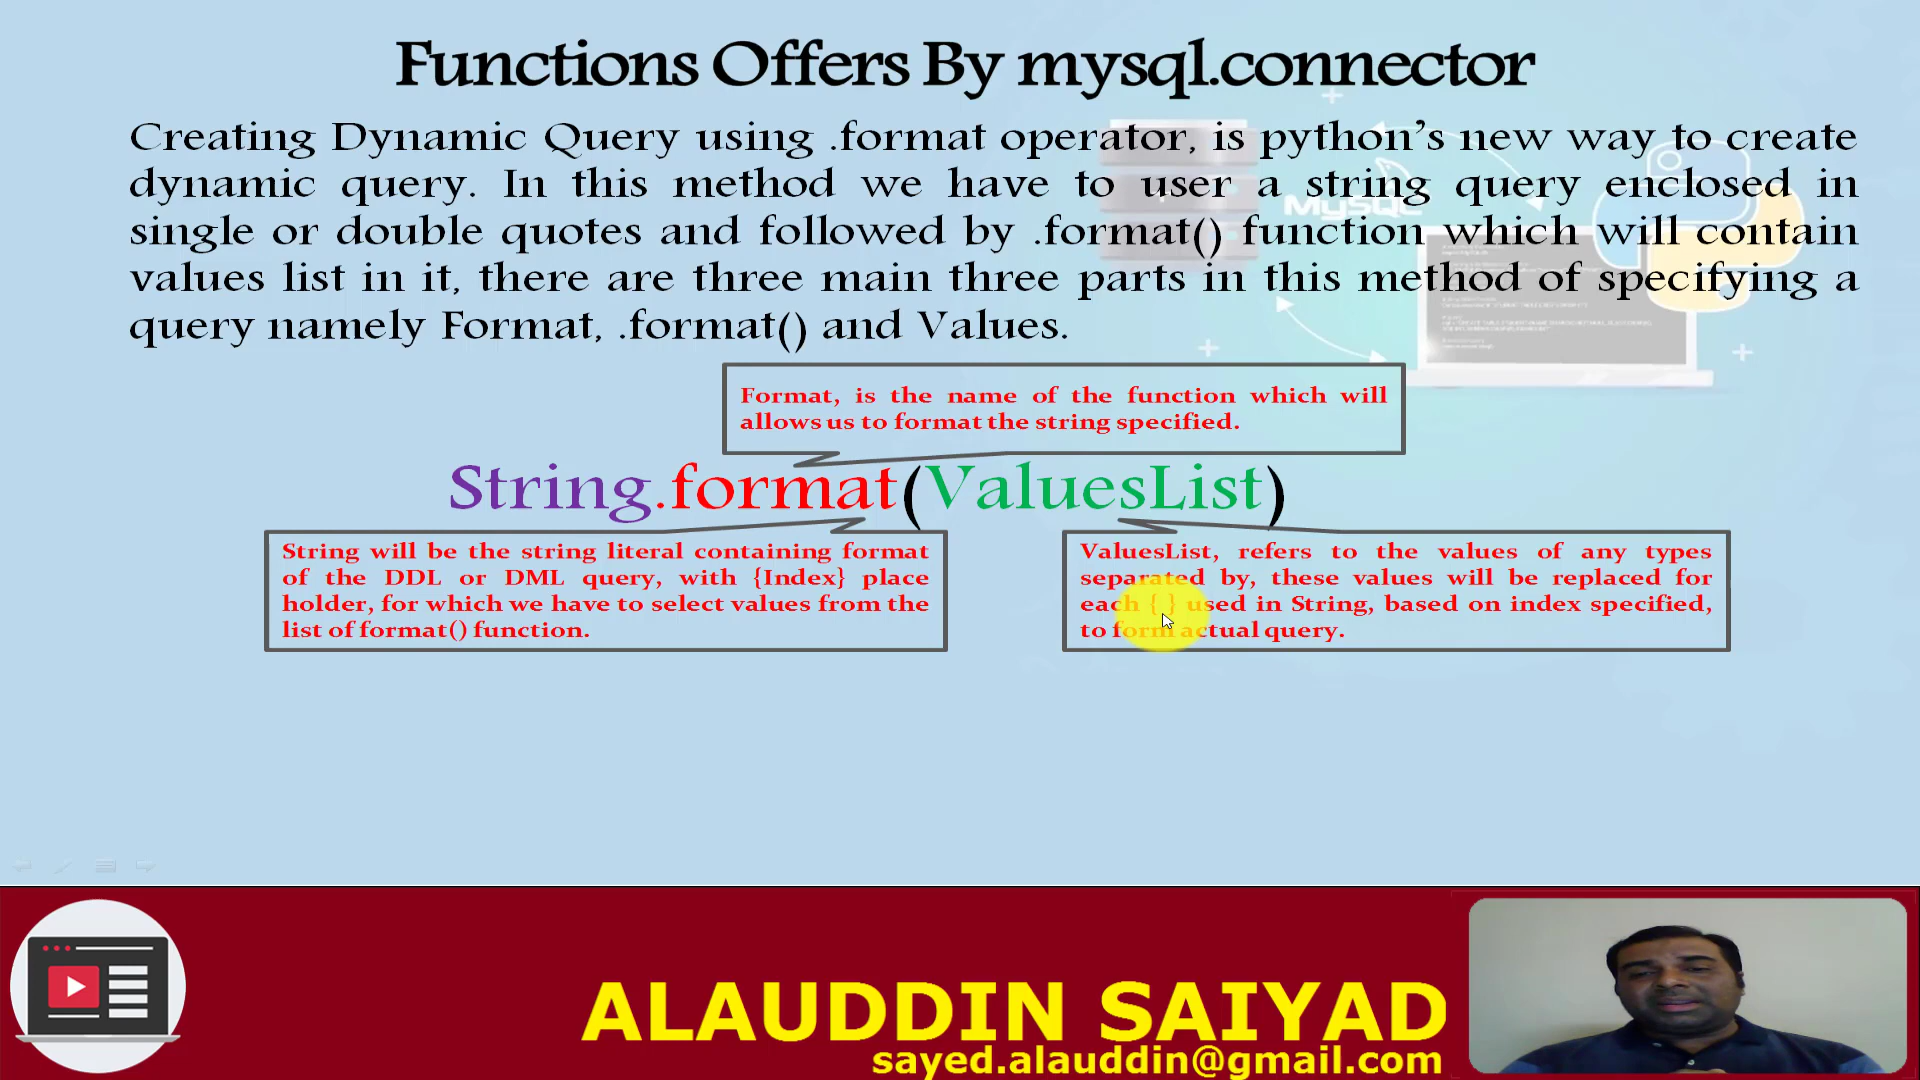 Functions Offers By mysql.connector
Creating Dynamic Query using .format operator, is python's new way to create
dynamic query. In this method we have to user a string query enclosed in
single or double quotes and followed by .format() function which will contain
values list in it, there are three main three parts in this method of specifying a
query namely Format, .format() and Values.
MySQL
Format, is the name of the function which will
allows us to format the string specified.
String.format(ValuesList)
String will be the string literal containing format
of the DDL or DML query, with {Index} place
holder, for which we have to select values from the
list of format() function.
ValuesList, refers to the values of any types
separated by, these values will be replaced for
each { } used in String, based on index specified,
to form actual query.
ALAUDDIN SAIYAD
sayed.alauddin@gmail.com